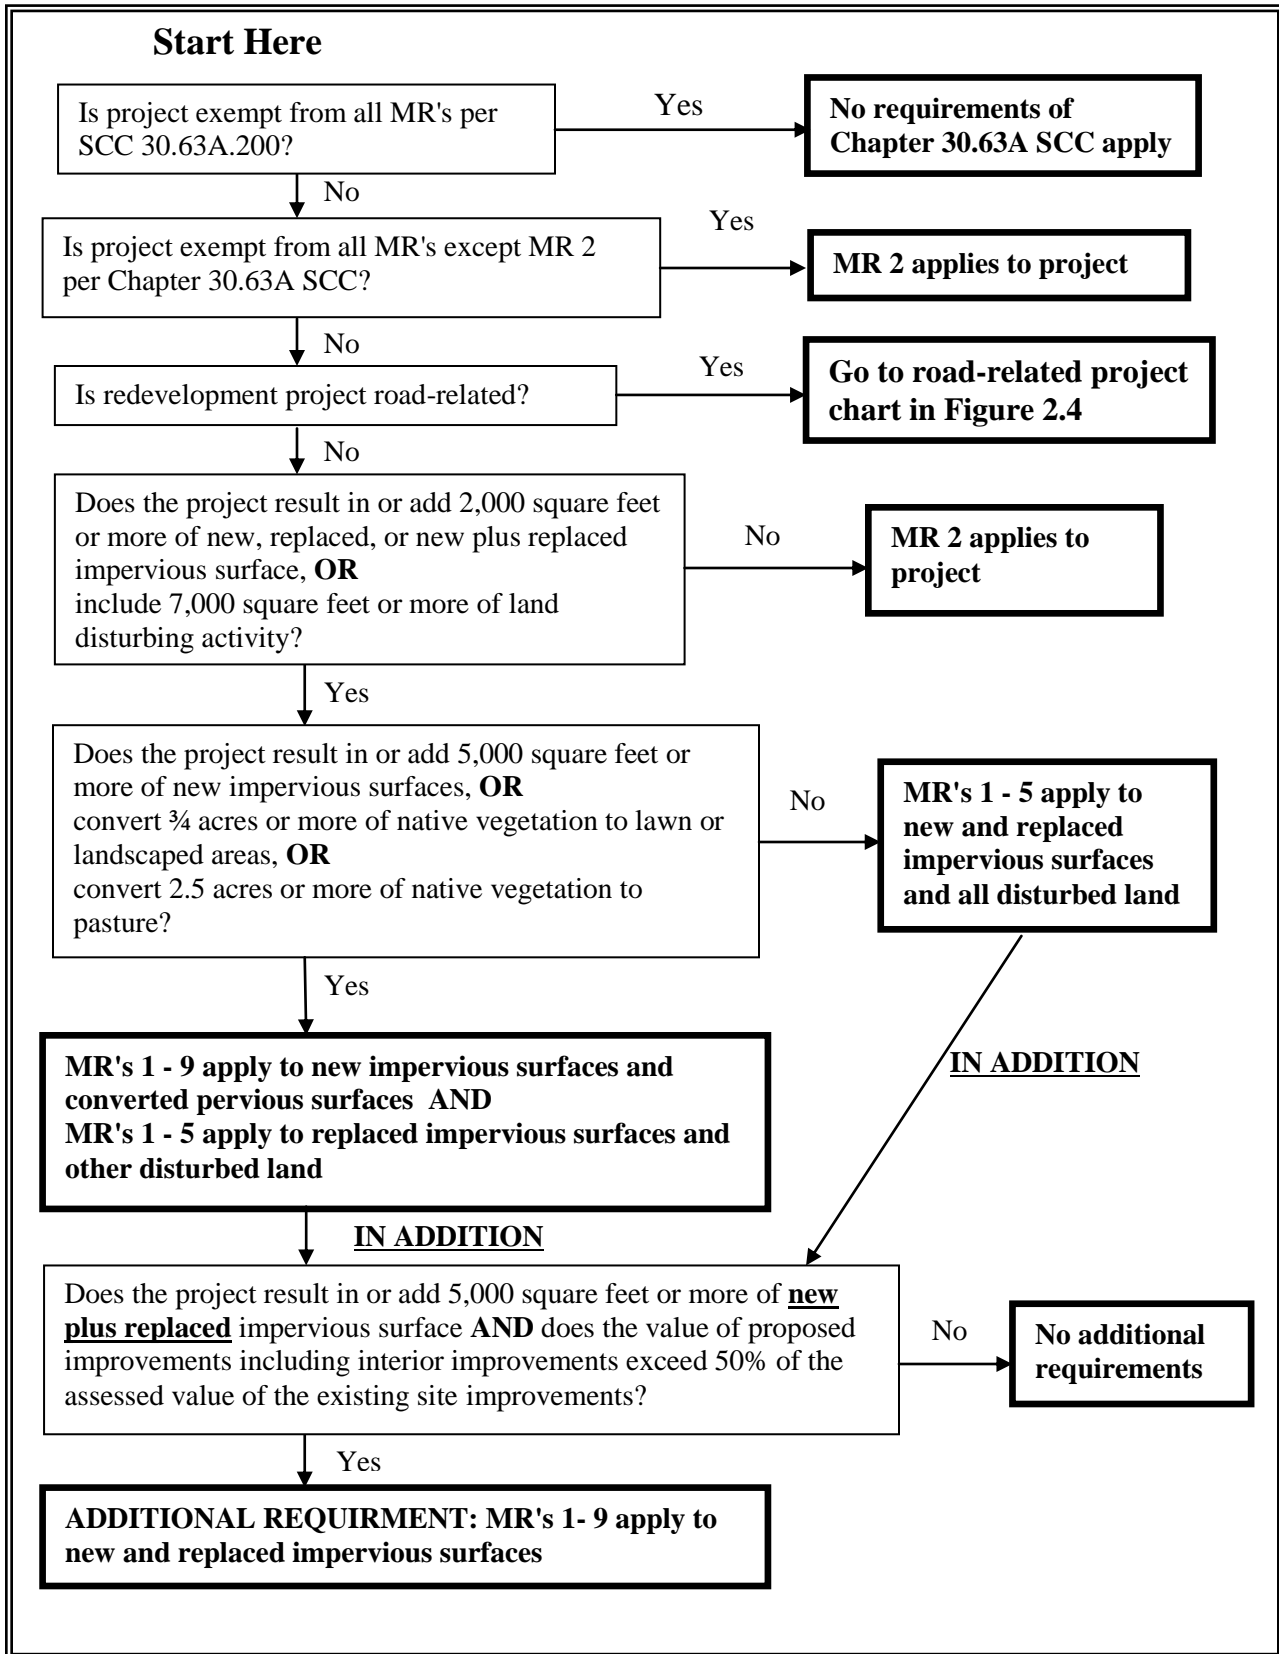 Start Here
Is project exempt from all MR's per
SCC 30.63A.200?
Yes
No requirements of
Chapter 30.63A SCC apply
No
Is project exempt from all MR's except MR 2
per Chapter 30.63A SCC?
Yes
MR 2 applies to project
No
Is redevelopment project road-related?
Yes
Go to road-related project
chart in Figure 2.4
No
Does the project result in or add 2,000 square feet
or more of new, replaced, or new plus replaced
impervious surface, OR
include 7,000 square feet or more of land
disturbing activity?
No
MR 2 applies to
project
Yes
Does the project result in or add 5,000 square feet or
more of new impervious surfaces, OR
convert ¾ acres or more of native vegetation to lawn or
landscaped areas, OR
convert 2.5 acres or more of native vegetation to
pasture?
No
MR's 1 - 5 apply to
new and replaced
impervious surfaces
and all disturbed land
Yes
MR's 1 - 9 apply to new impervious surfaces and
converted pervious surfaces AND
MR's 1 - 5 apply to replaced impervious surfaces and
other disturbed land
IN ADDITION
IN ADDITION
Does the project result in or add 5,000 square feet or more of new
plus replaced impervious surface AND does the value of proposed
improvements including interior improvements exceed 50% of the
assessed value of the existing site improvements?
No
No additional
requirements
Yes
ADDITIONAL REQUIRMENT: MR's 1- 9 apply to
new and replaced impervious surfaces